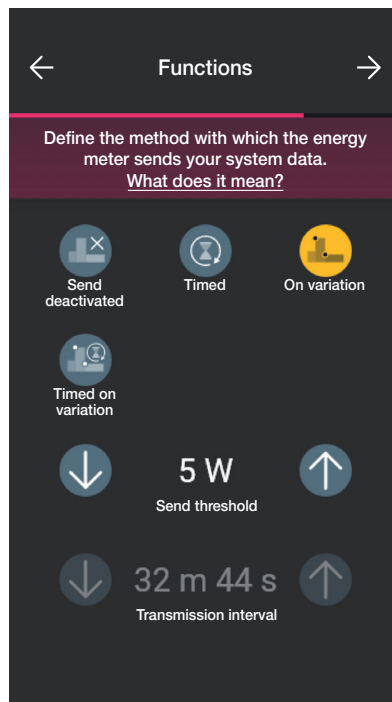 Functions
Define the method with which the energy
meter sends your system data.
What does it mean?
Send
deactivated
Timed
On variation
Timed on
variation
5 W
Send threshold
32 m 44 s
Transmission interval